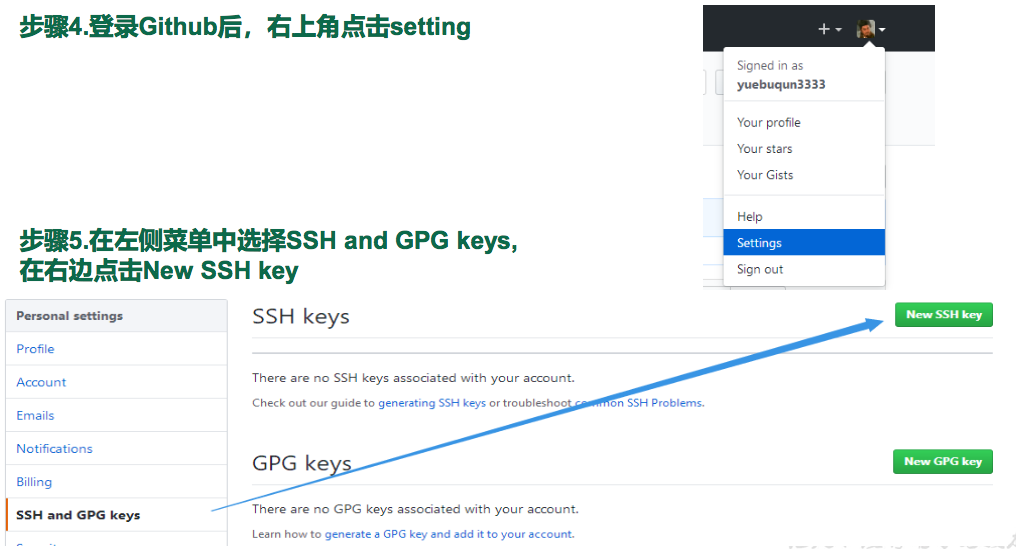 步骤4.登录Github后，右上角点击setting
Signed in as
yuebuqun3333
Your profile
Your stars
Your Gists
Help
Settings
Sign out
步骤5.在左侧菜单中选择SSH and GPG keys,
在右边点击New SSH key
Personal settings
Profile
Account
Emails
Notifications
Billing
SSH and GPG keys
SSH keys
New SSH key
There are no SSH keys associated with your account.
Check out our guide to generating SSH keys or troubleshoot common SSH Problems.
GPG keys
New GPG key
There are no GPG keys associated with your account.
Learn how to generate a GPG key and add it to your account.